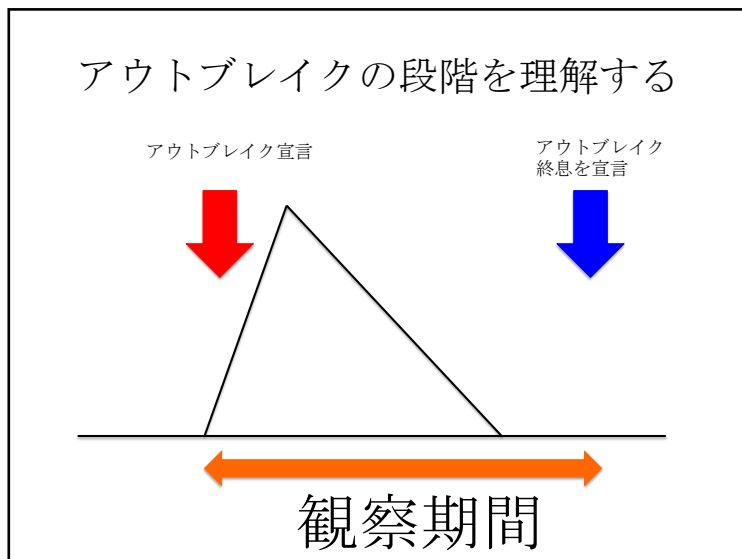 アウトブレイクの段階を理解する
アウトブレイク宣言
アウトブレイク
終息を宣言
観察期間